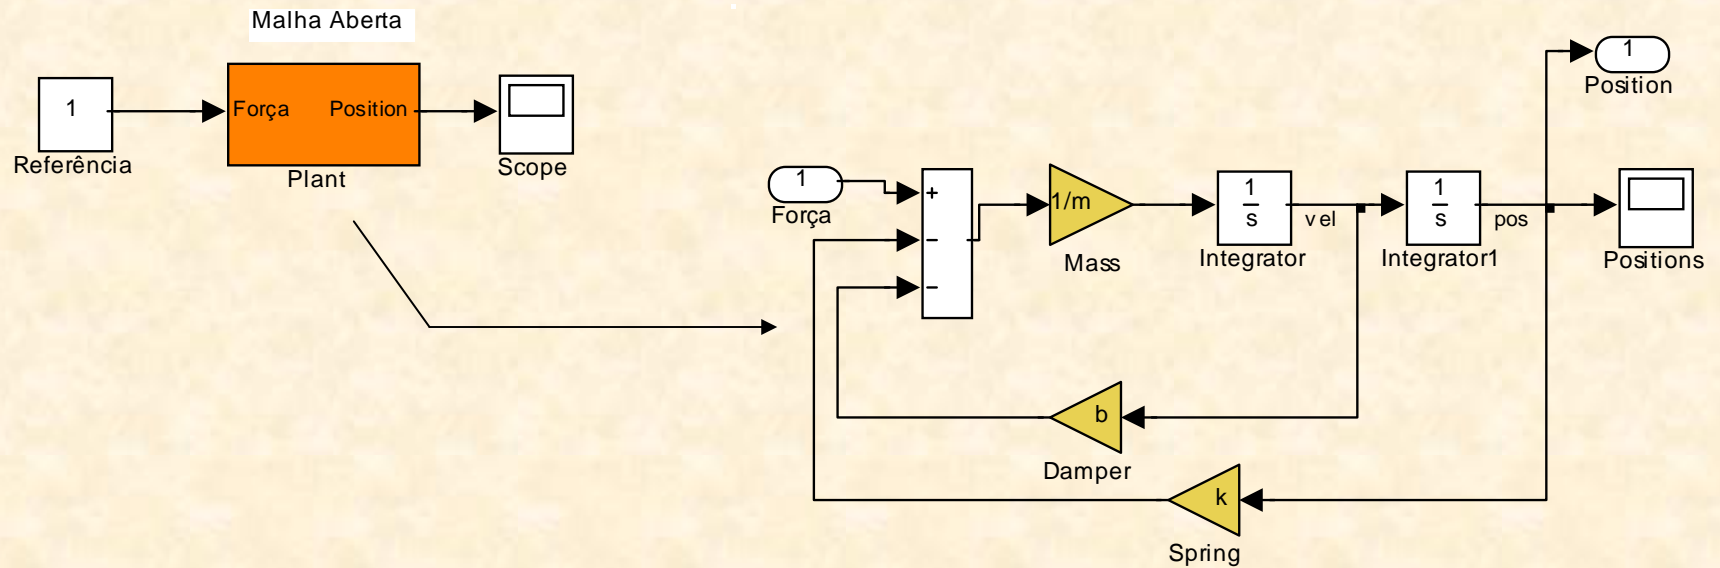 Malha Aberta
1
Referência
Força
Position
Plant
Scope
1
Força
+
−
−
1/m
Mass
1
s
Integrator
vel
1
s
Integrator1
pos
1
Position
Positions
b
Damper
k
Spring